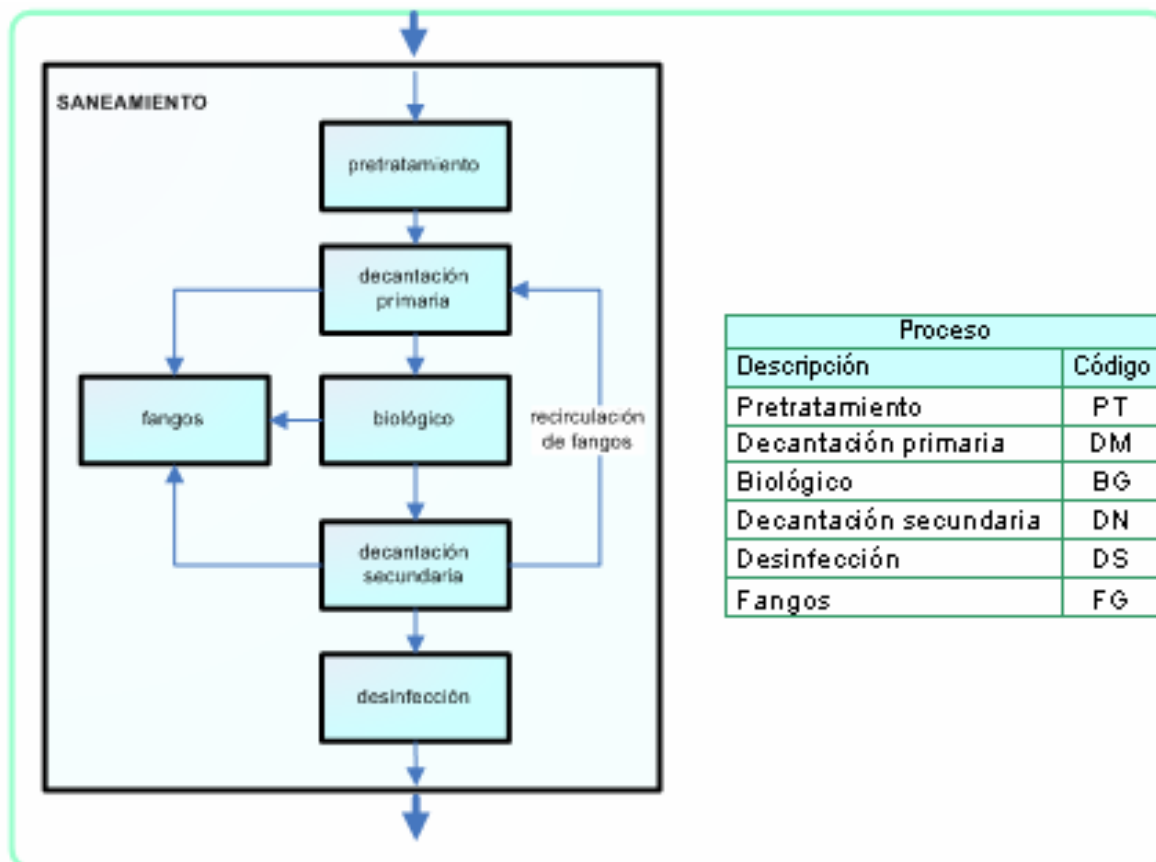 SANEAMIENTO
pretratamiento
decantación
primaria
fangos
biológico
recirculación
de fangos
decantación
secundaria
desinfección
Proceso
Descripción Código
Pretratamiento PT
Decantación primaria DM
Biológico BG
Decantación secundaria DN
Desinfección DS
Fangos FG